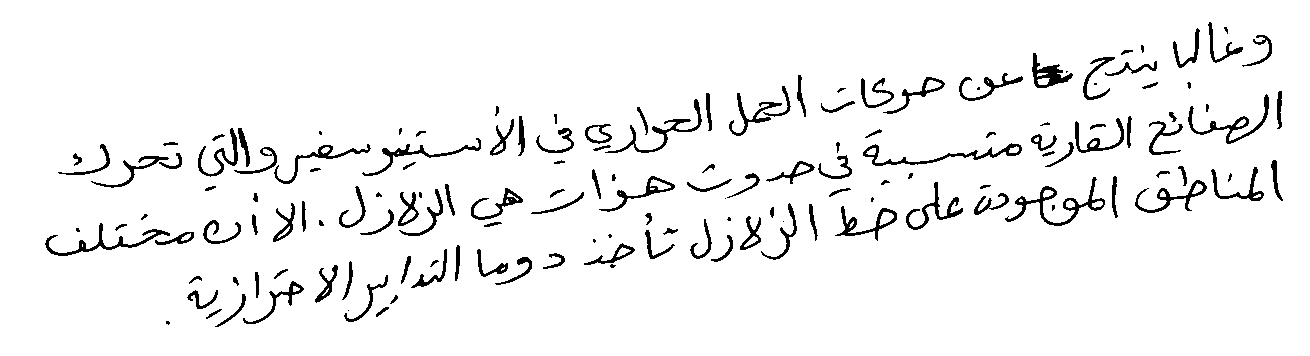 وغالبا ينتج عن حركات الحمل الحراري في الأستينوسفير والتي تحرك
الصفائح القارية متسببة في حدوث هزات هي الزلازل. الا أن مختلف
المناطق الموجودة على خط الزلازل تأخذ دوما التدابير الاحترازية.